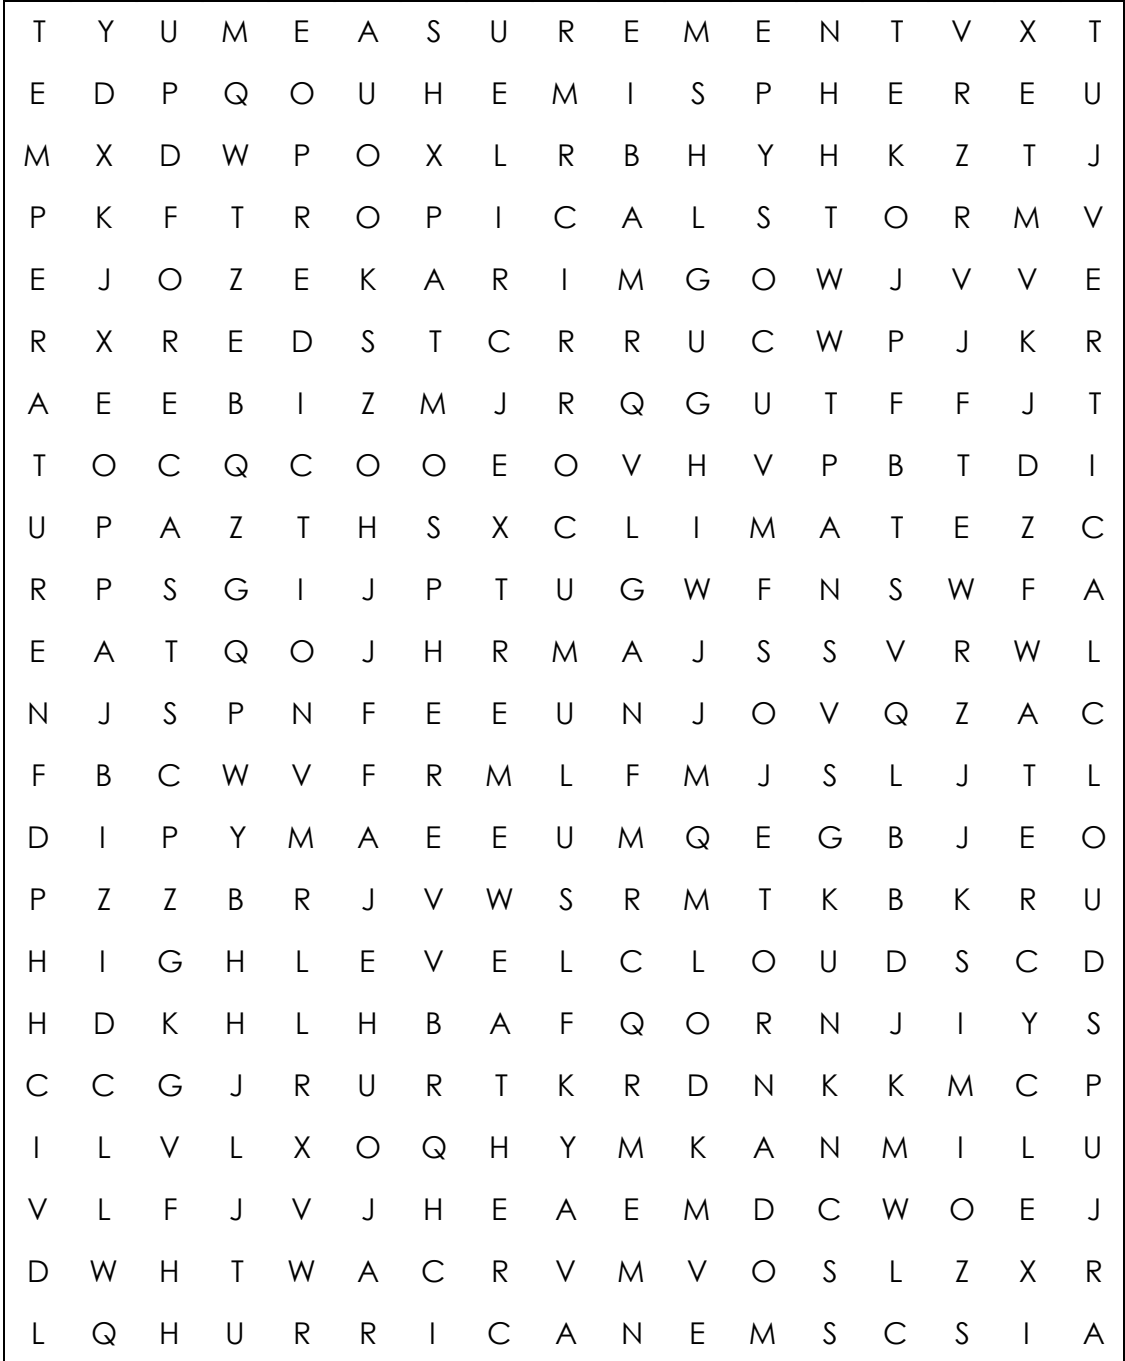 T Y U M E A S U R E M E N T V X T
E D P Q O U H E M I S P H E R E U
M X D W P O X L R B H Y H K Z T J
P K F T R O P I C A L S T O R M V
E J O Z E K A R I M G O W J V V E
R X R E D S T C R R U C W P J K R
A E E B I Z M J R Q G U T F F J T
T O C Q C O O E O V H V P B T D I
U P A Z T H S X C L I M A T E Z C
R P S G I J P T U G W F N S W F A
E A T Q O J H R M A J S S V R W L
N J S P N F E E U N J O V Q Z A C
F B C W V F R M L F M J S L J T L
D I P Y M A E E U M Q E G B J E O
P Z Z B R J V W S R M T K B K R U
H I G H L E V E L C L O U D S C D
H D K H L H B A F Q O R N J I Y S
C C G J R U R T K R D N K K M C P
I L V L X O Q H Y M K A N M I L U
V L F J V J H E A E M D C W O E J
D W H T W A C R V M V O S L Z X R
L Q H U R R I C A N E M S C S I A